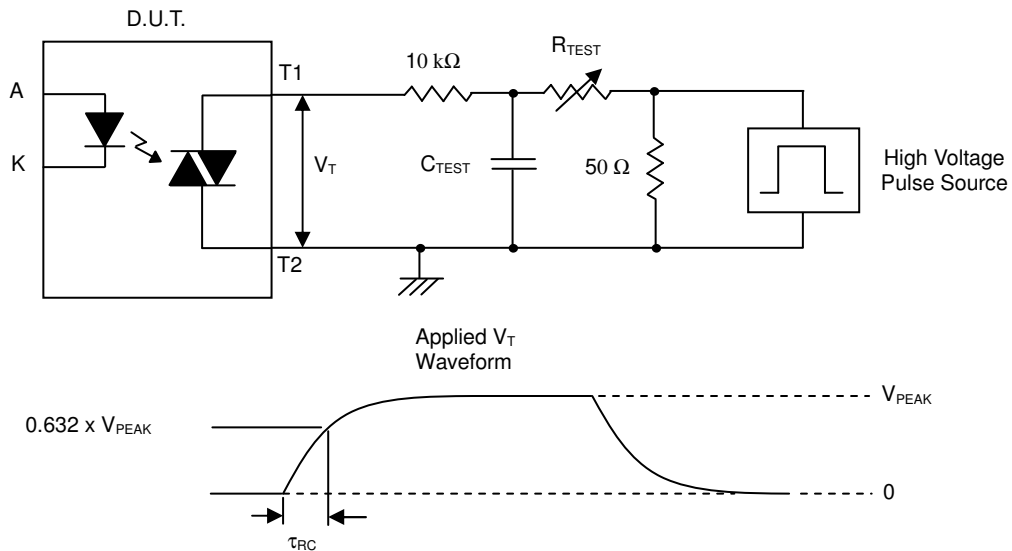 D.U.T.
A
K
T1
T2
V_T
10 kΩ
R_TEST
C_TEST
50 Ω
High Voltage
Pulse Source
Applied V_T
Waveform
0.632 x V_PEAK
V_PEAK
0
τ_RC